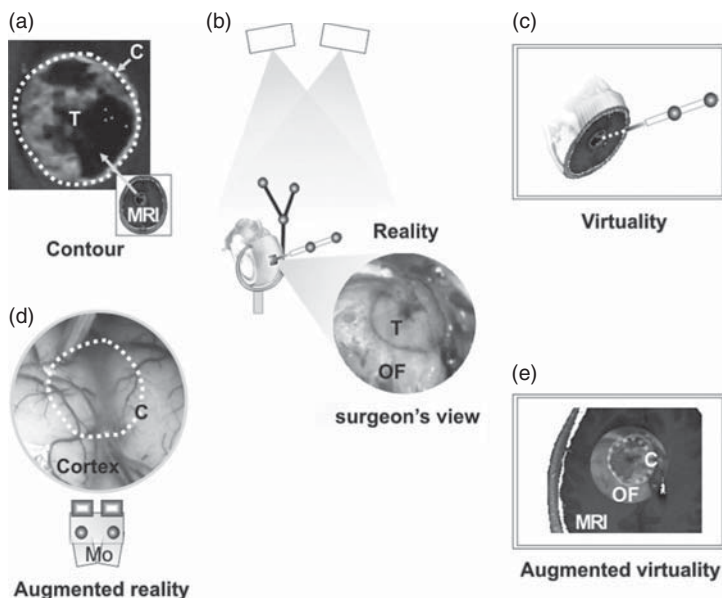 (a)
C
T
MRI
Contour
(b)
Reality
T
OF
surgeon's view
(c)
Virtuality
(d)
C
Cortex
Mo
Augmented reality
(e)
C
OF
MRI
Augmented virtuality